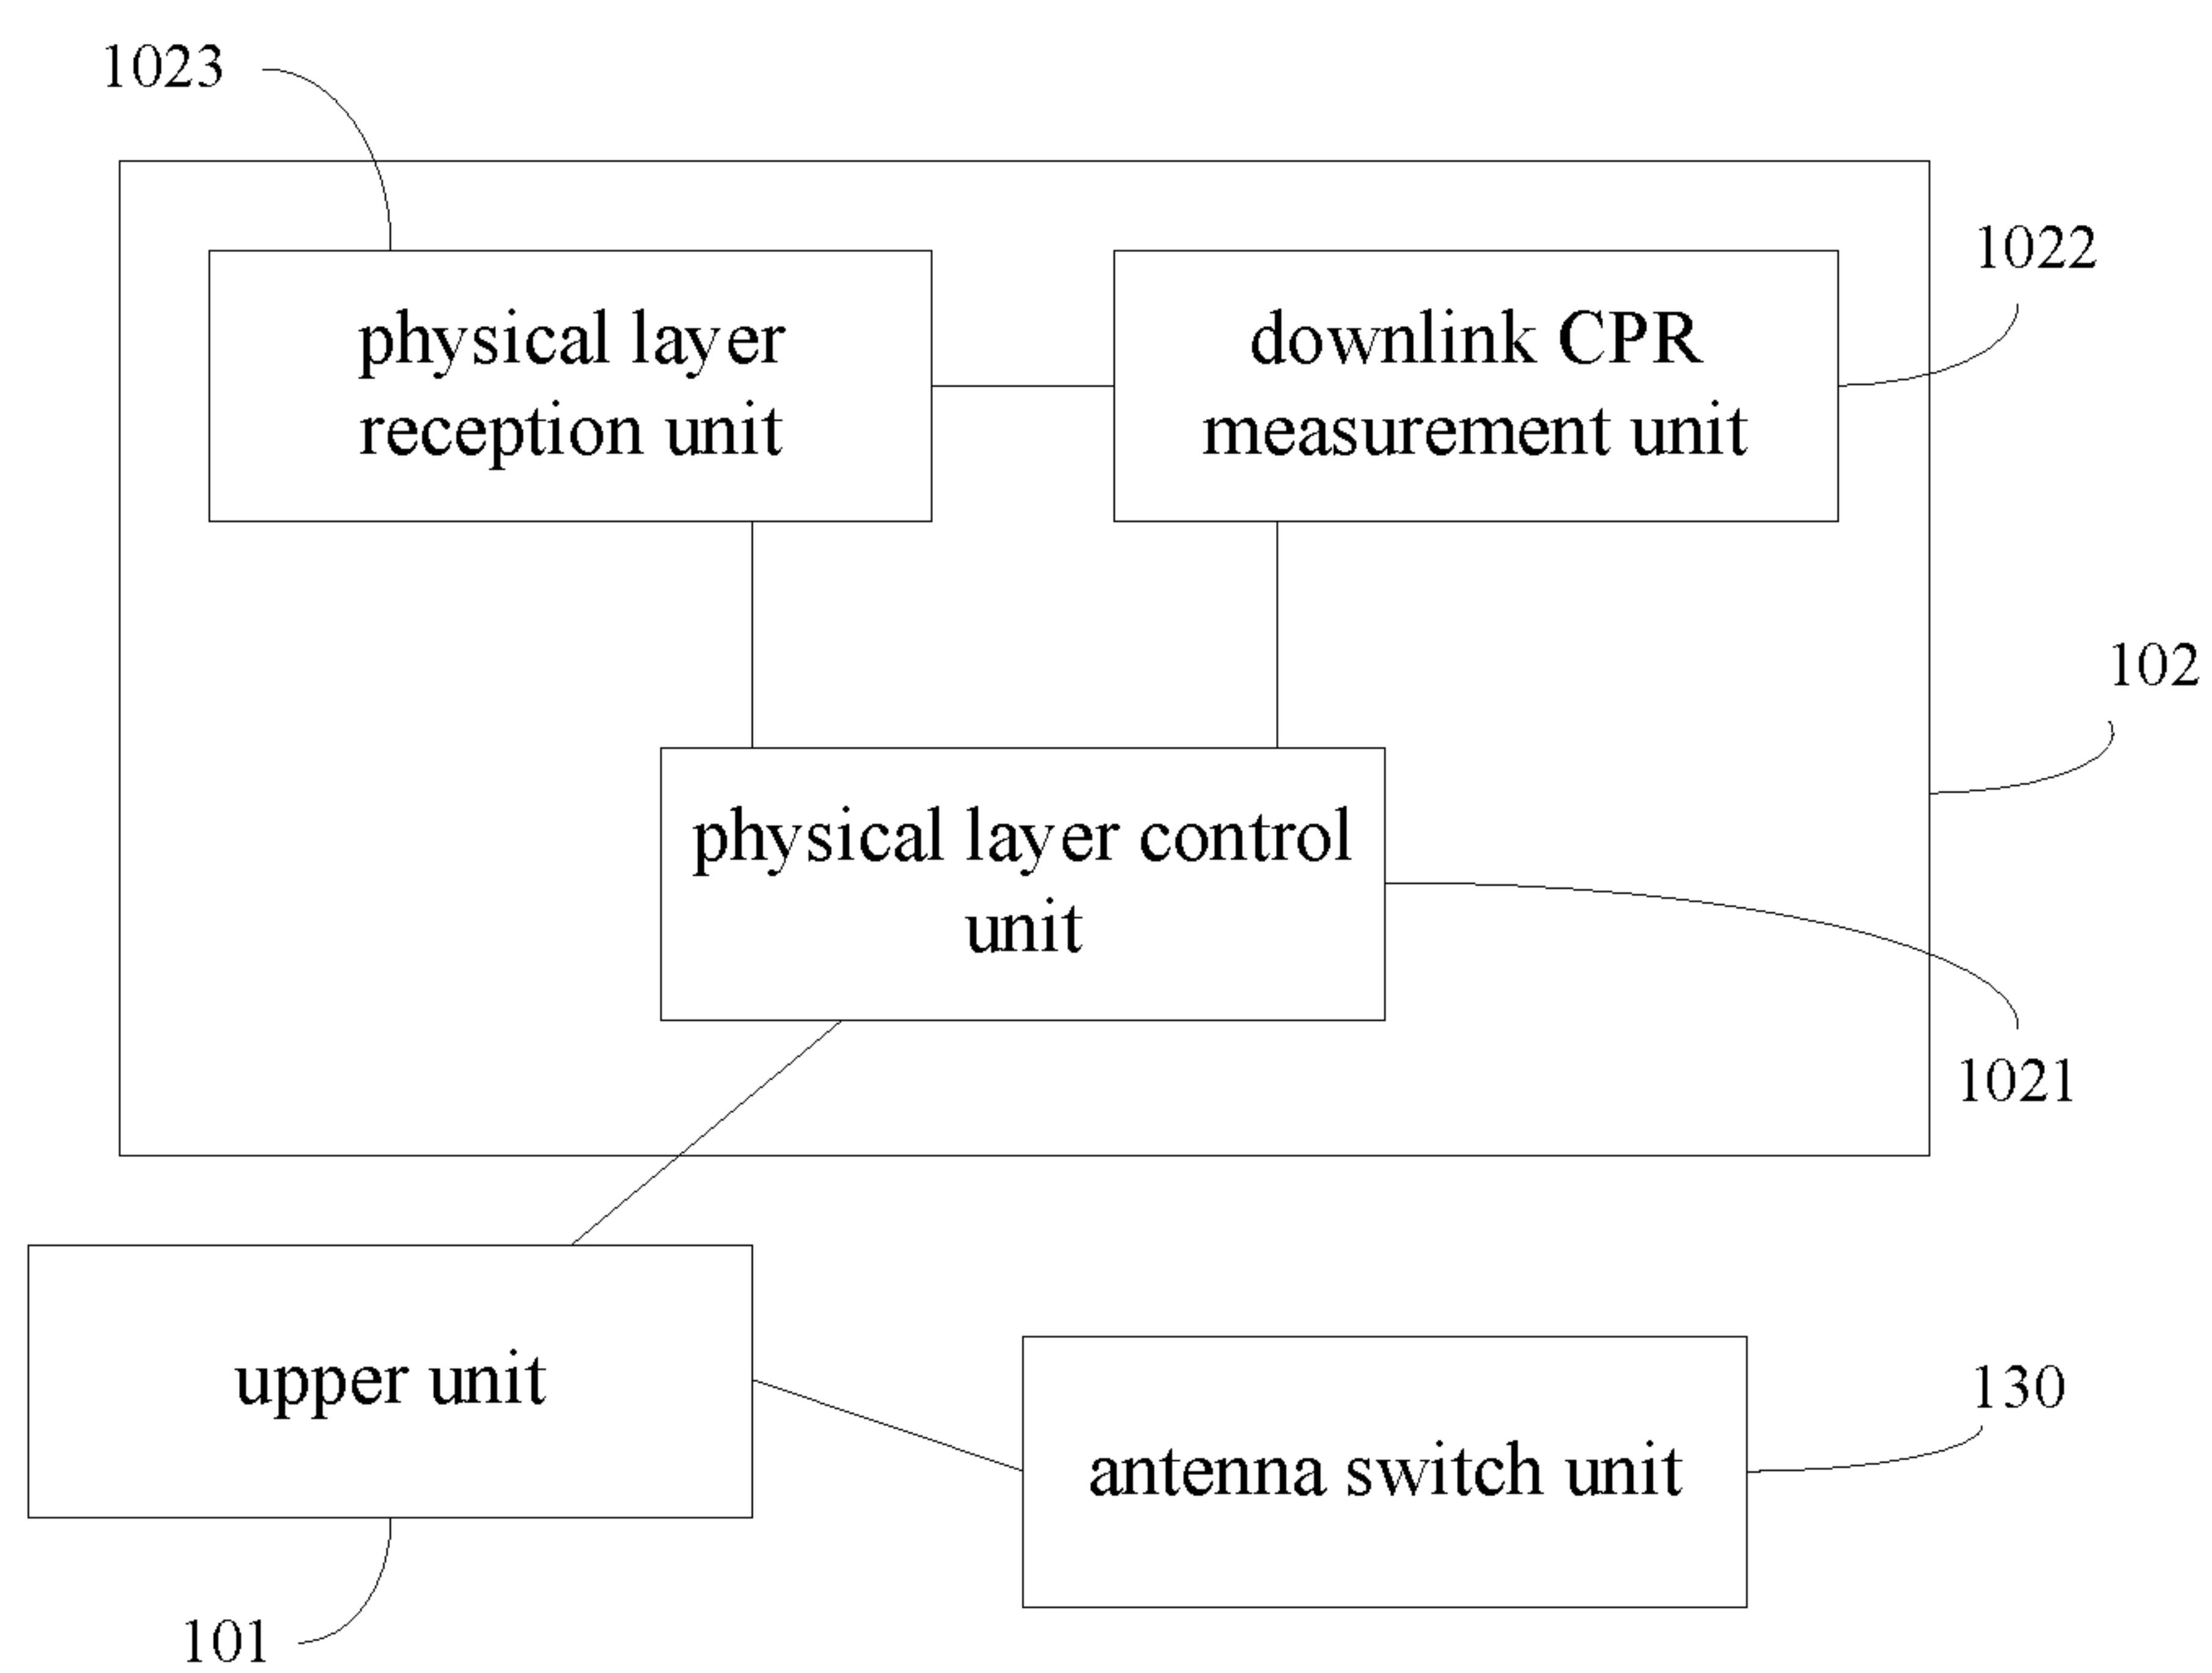 1023
1022
physical layer
reception unit
downlink CPR
measurement unit
102
physical layer control
unit
1021
upper unit
130
antenna switch unit
101